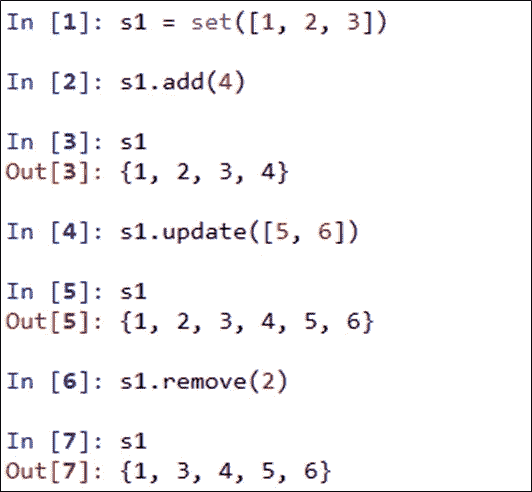 In [1]: s1 = set([1, 2, 3])
In [2]: s1.add(4)
In [3]: s1
Out[3]: {1, 2, 3, 4}
In [4]: s1.update([5, 6])
In [5]: s1
Out[5]: {1, 2, 3, 4, 5, 6}
In [6]: s1.remove(2)
In [7]: s1
Out[7]: {1, 3, 4, 5, 6}